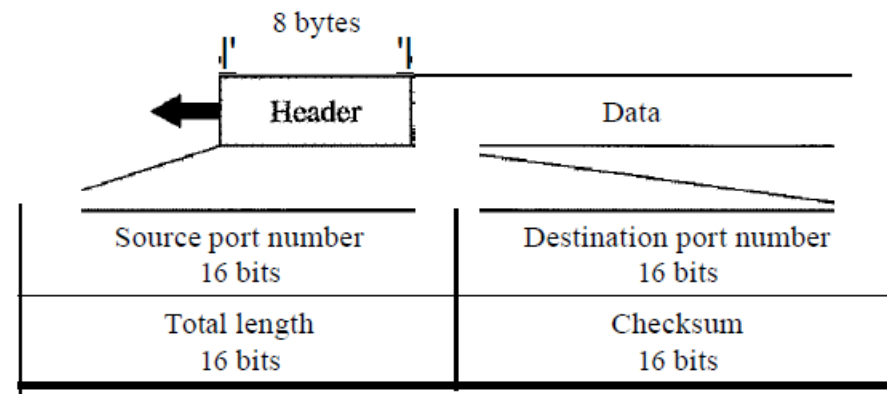 8 bytes
Header
Data
Source port number
16 bits
Destination port number
16 bits
Total length
16 bits
Checksum
16 bits